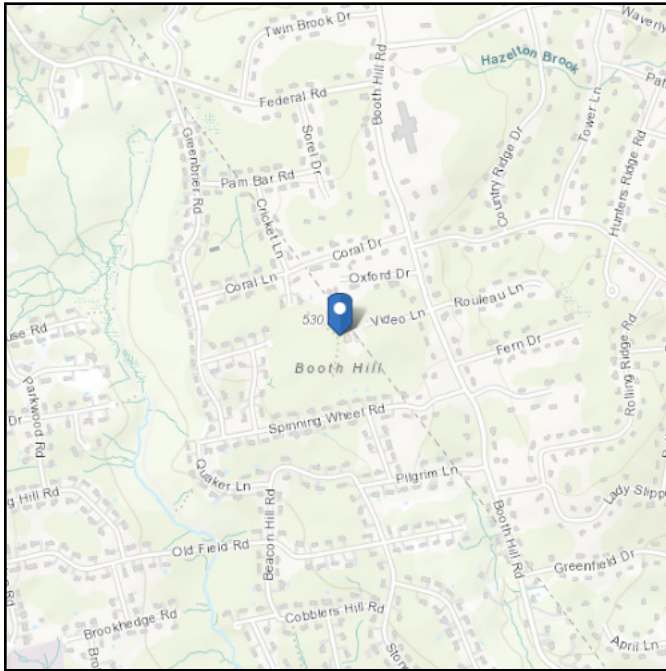 Twin Brook Dr
Waverly
Booth Hill Rd
Hazelton Brook
Federal Rd
Tower Ln
Greenbrier Rd
Sorel Dr
Country Ridge Dr
Hunters Ridge Rd
Pam Bar Rd
Cricket Ln
Coral Dr
Coral Ln
Oxford Dr
Rouleau Ln
530
Video Ln
use Rd
Fern Dr
Rolling Ridge Rd
Booth Hill
Parkwood Rd
Dr
Spinning Wheel Rd
Quaker Ln
Pilgrim Ln
g Hill Rd
Lady Slipp
Beacon Hill Rd
Booth Hill Rd
Old Field Rd
Greenfield Dr
Cobblers Hill Rd
Brookhedge Rd
Bro
Rd
Ston
April Ln